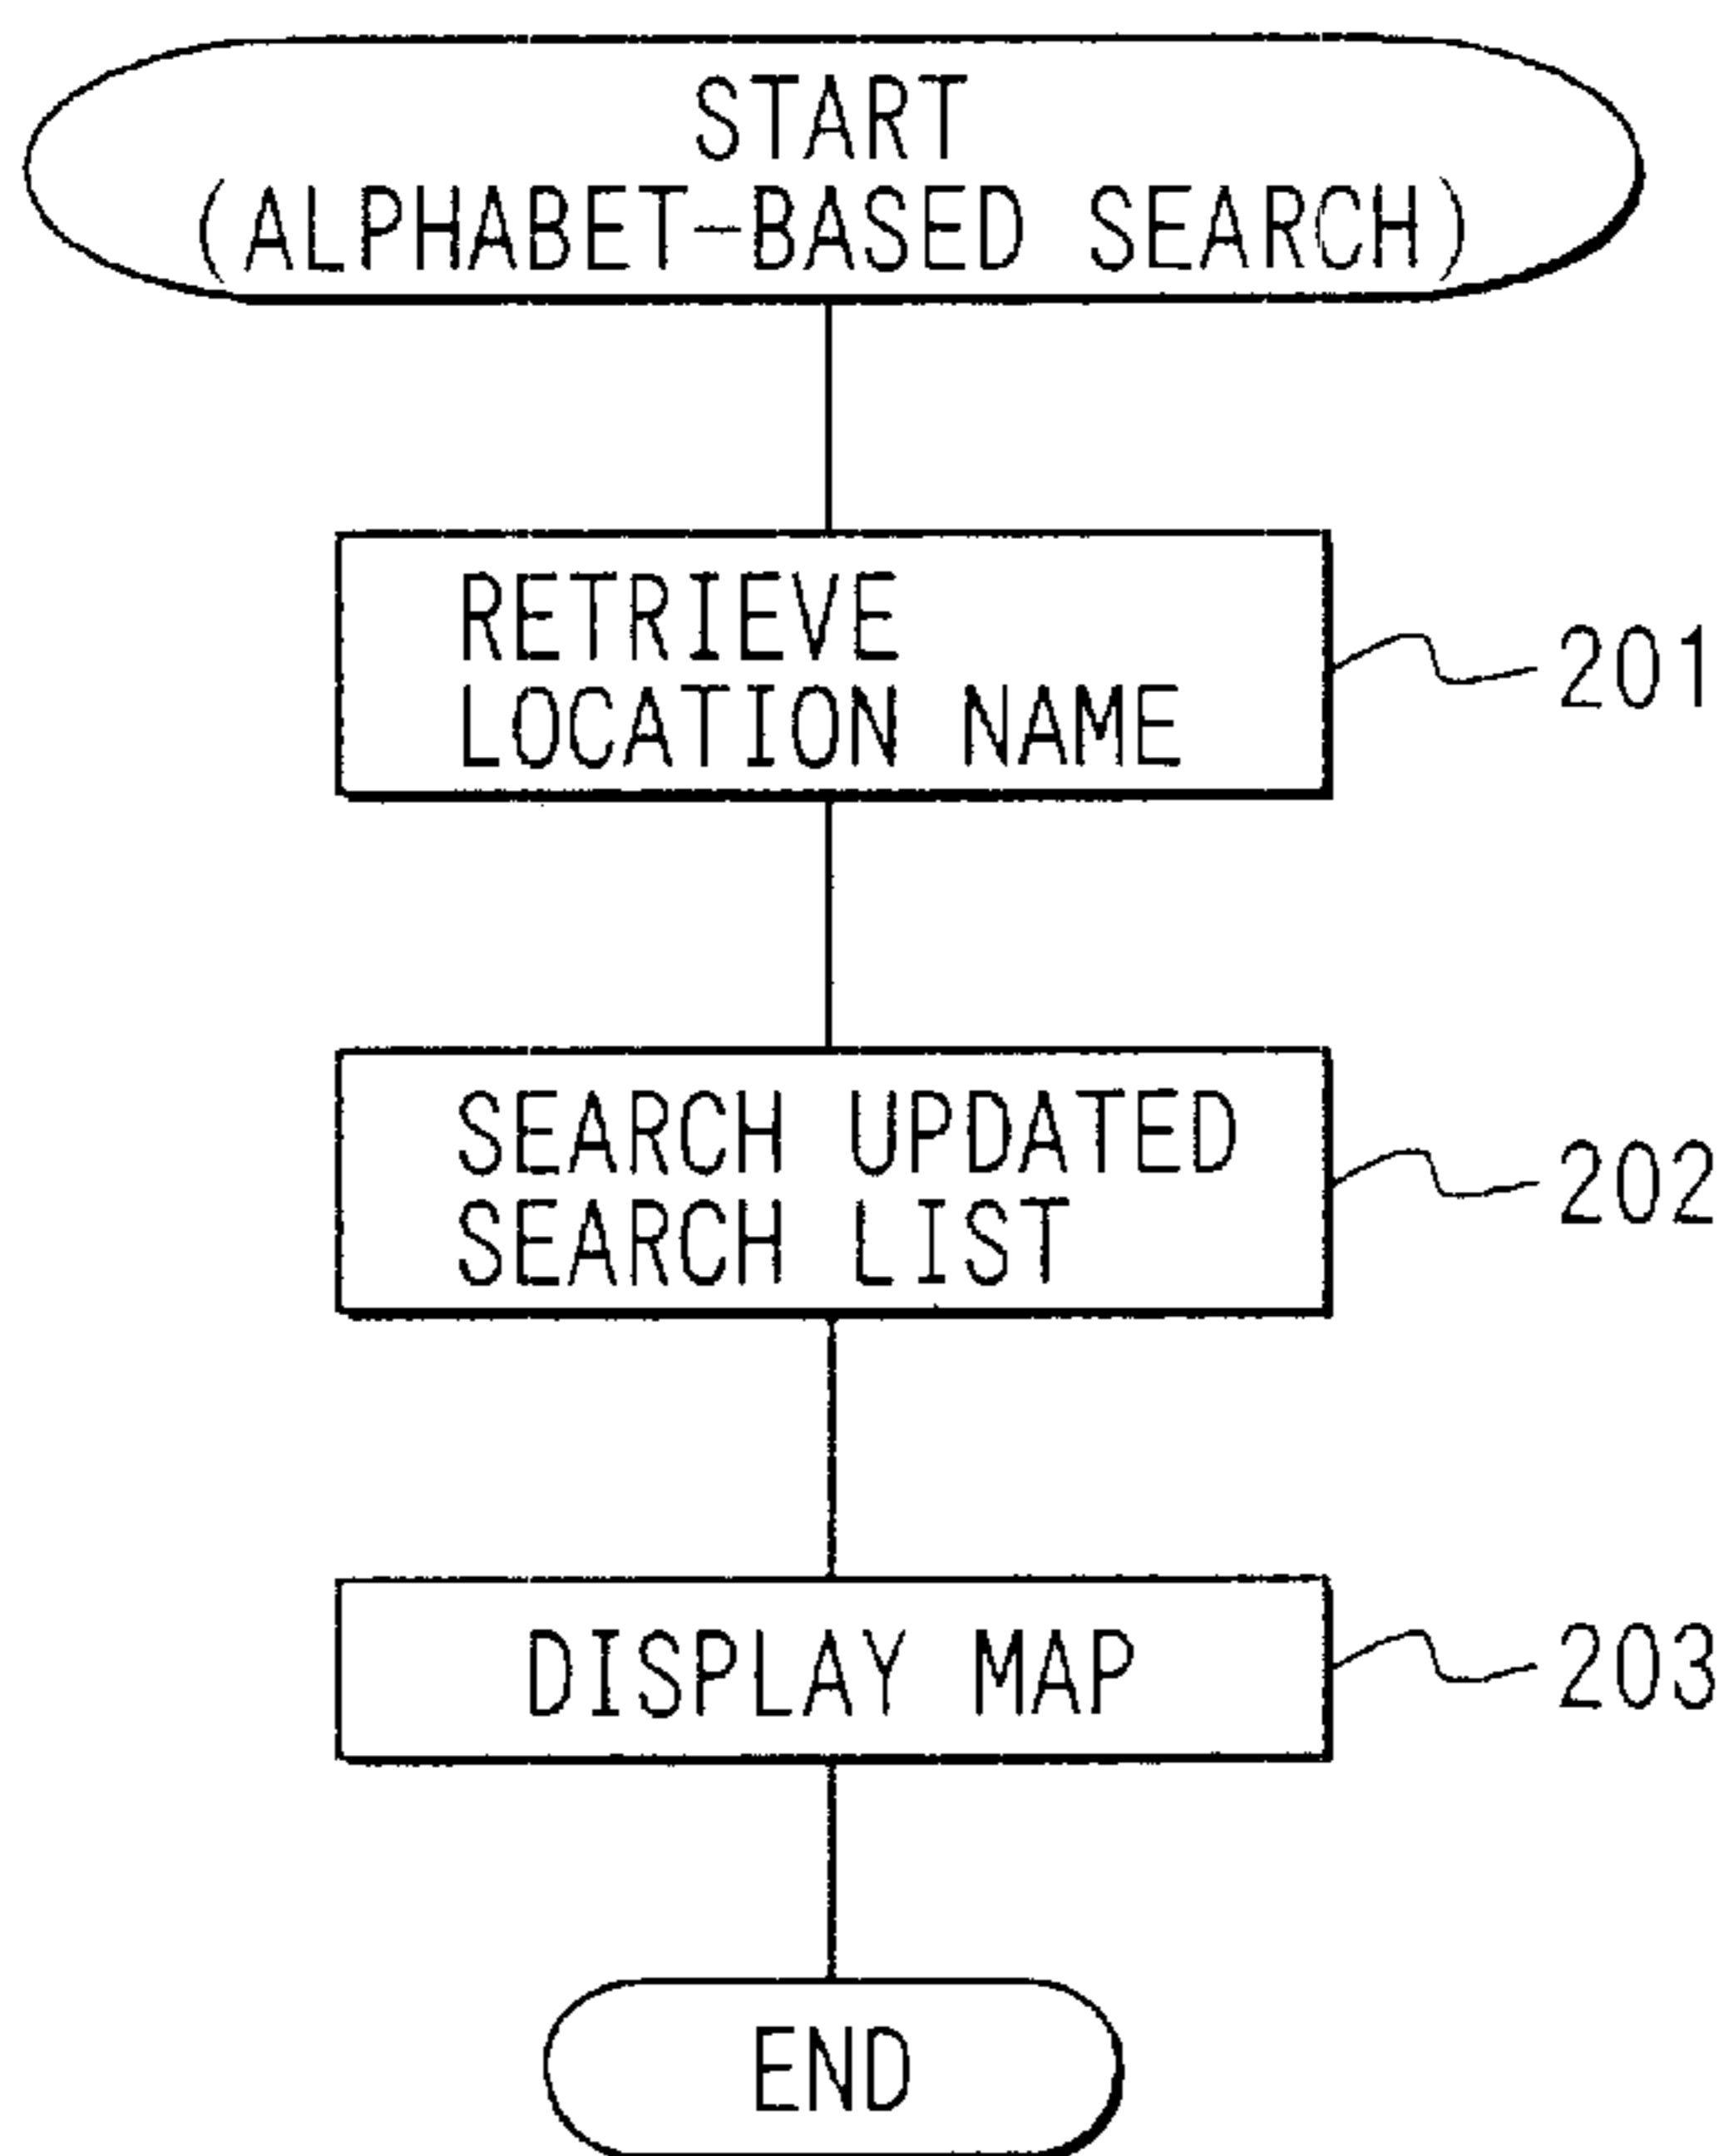 START
(ALPHABET-BASED SEARCH)
RETRIEVE
LOCATION NAME
201
SEARCH UPDATED
SEARCH LIST
202
DISPLAY MAP
203
END